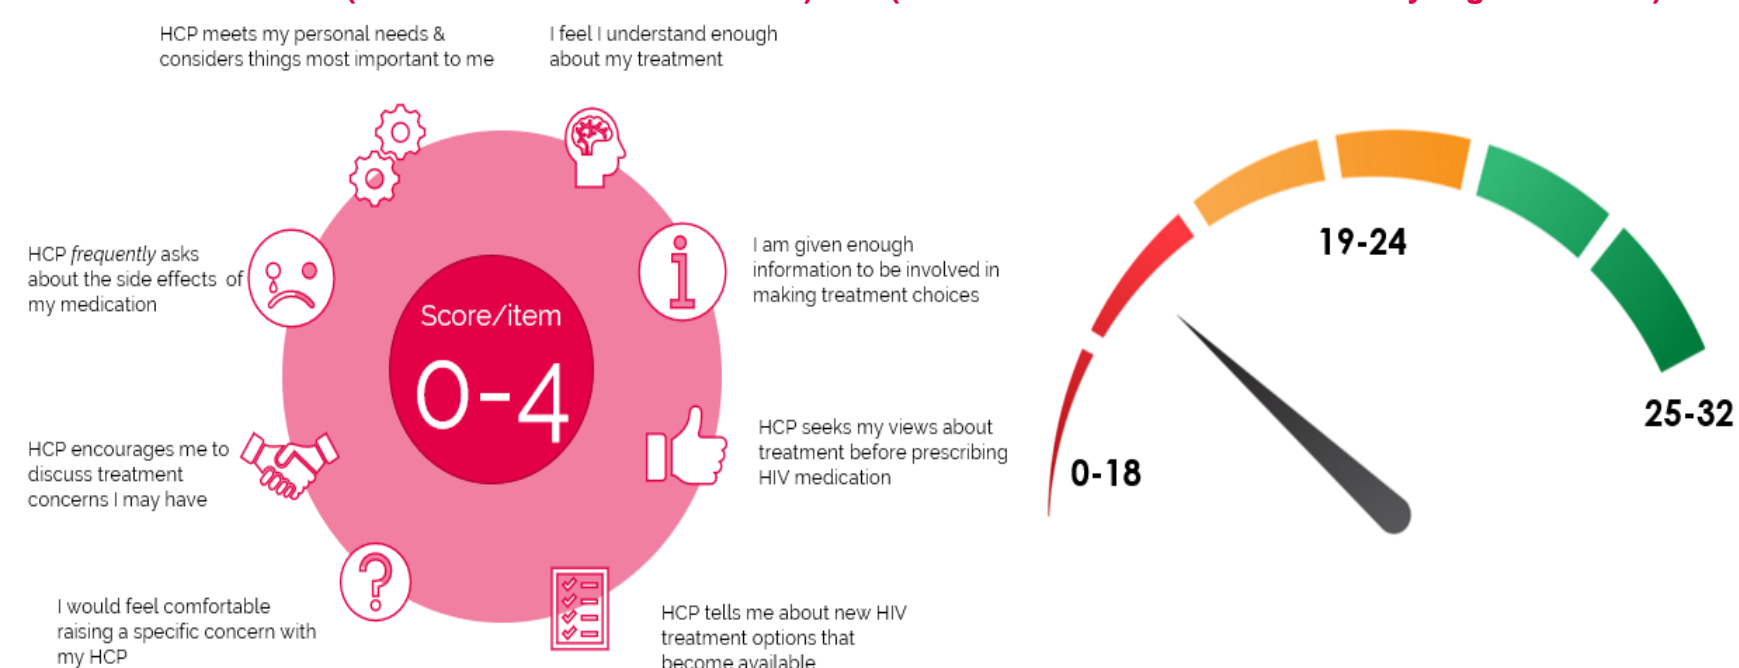 HCP meets my personal needs &
considers things most important to me
I feel I understand enough
about my treatment
HCP frequently asks
about the side effects of
my medication
I am given enough
information to be involved in
making treatment choices
Score/item
0-4
HCP encourages me to
discuss treatment
concerns I may have
HCP seeks my views about
treatment before prescribing
HIV medication
I would feel comfortable
raising a specific concern with
my HCP
HCP tells me about new HIV
treatment options that
become available
0-18
19-24
25-32